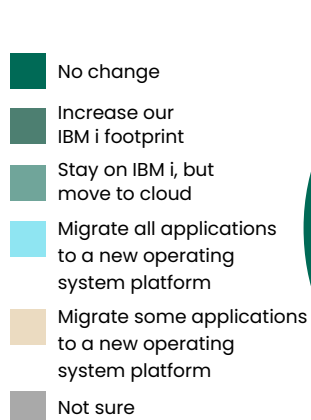 No change
Increase our
IBM i footprint
Stay on IBM i, but
move to cloud
Migrate all applications
to a new operating
system platform
Migrate some applications
to a new operating
system platform
Not sure